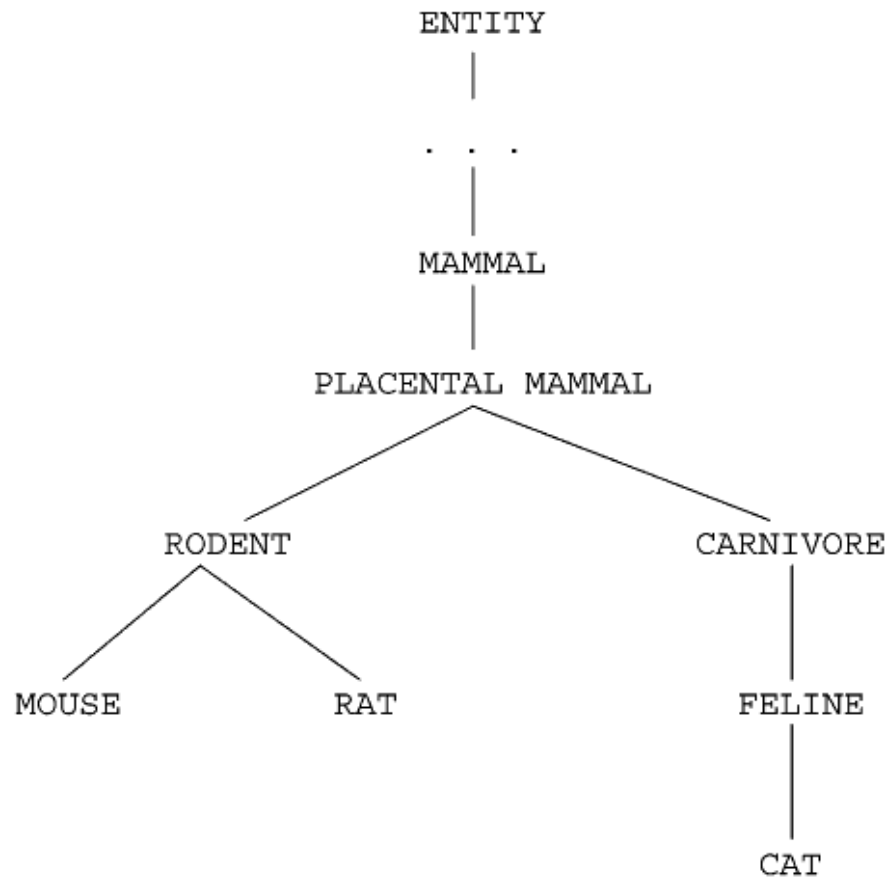 ENTITY
. . .
MAMMAL
PLACENTAL MAMMAL
RODENT CARNIVORE
MOUSE RAT FELINE
CAT